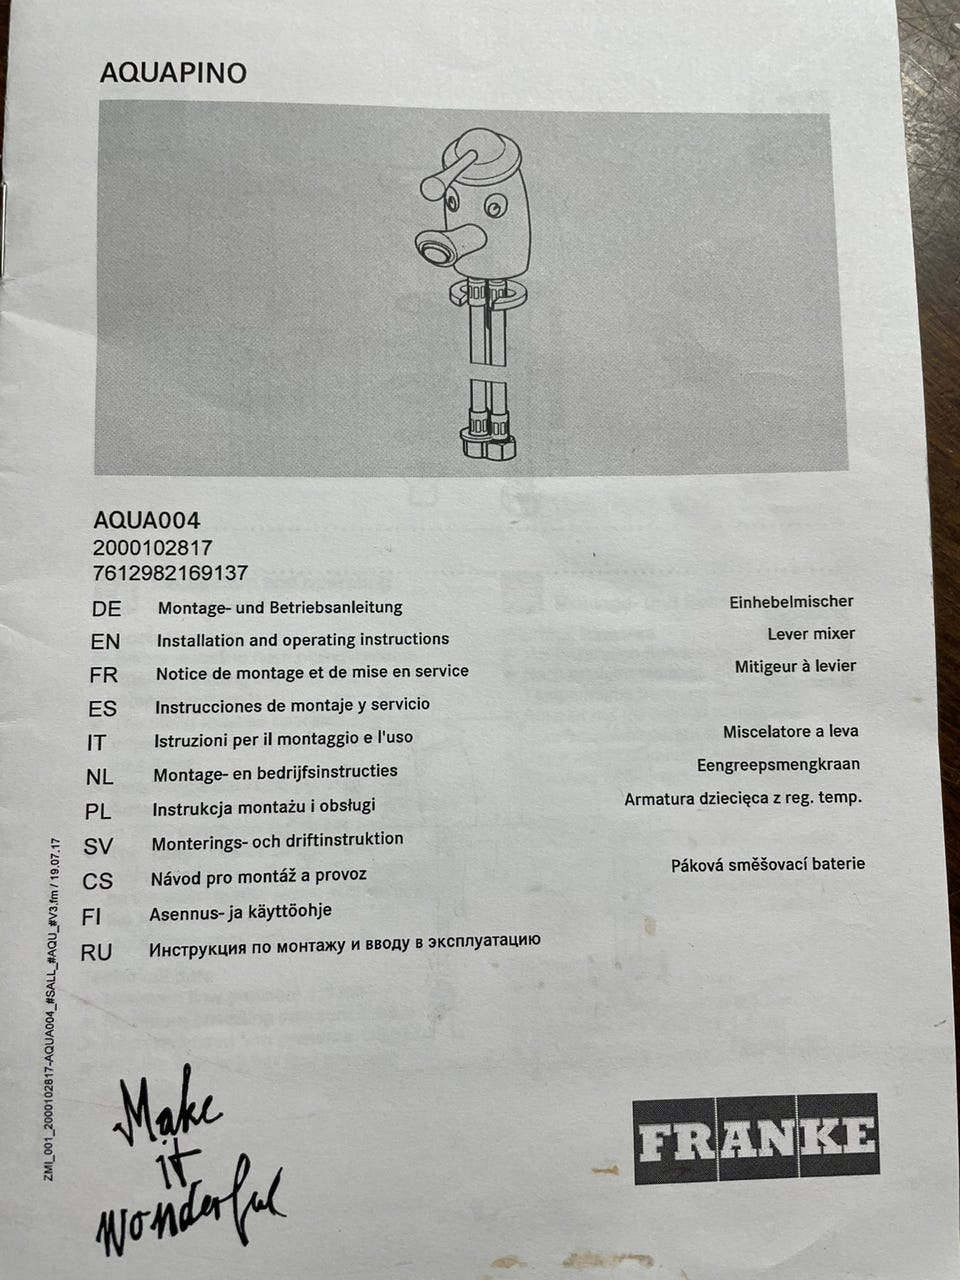 AQUAPINO
AQUA004
2000102817
7612982169137
DE Montage- und Betriebsanleitung Einhebelmischer
EN Installation and operating instructions Lever mixer
FR Notice de montage et de mise en service Mitigeur à levier
ES Instrucciones de montaje y servicio
IT Istruzioni per il montaggio e l'uso Miscelatore a leva
NL Montage- en bedrijfsinstructies Eengreepsmengkraan
PL Instrukcja montażu i obsługi Armatura dziecięca z reg. temp.
SV Monterings- och driftinstruktion
CS Návod pro montáž a provoz Páková směšovací baterie
FI Asennus- ja käyttöohje
RU Инструкция по монтажу и вводу в эксплуатацию
ZMI_001_2000102817-AQUA004_#SALL_#AQU_#V3.fm / 19.07.17
Make
it
wonderful
FRANKE